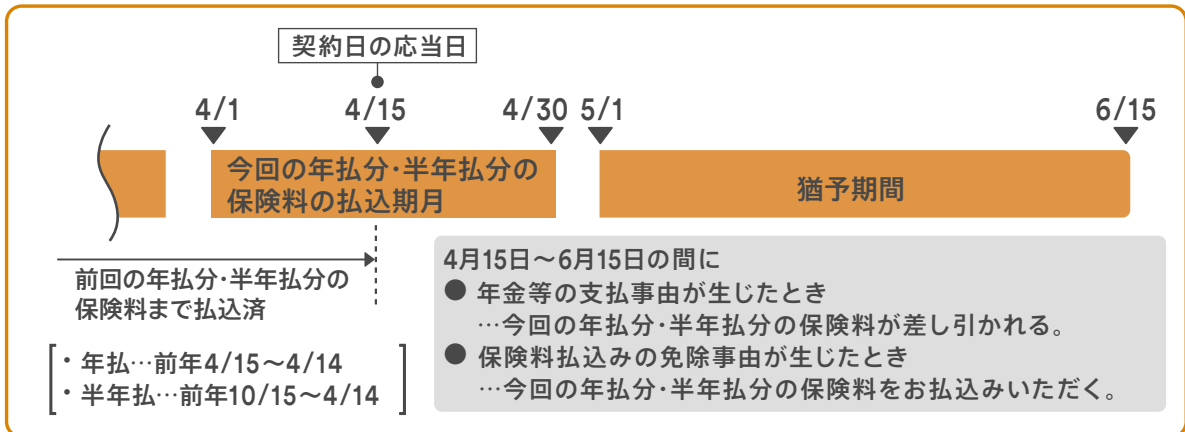 契約日の応当日
4/1
4/15
4/30
5/1
6/15
今回の年払分・半年払分の
保険料の払込期月
猶予期間
前回の年払分・半年払分の
保険料まで払込済
・年払…前年4/15～4/14
・半年払…前年10/15～4/14
4月15日～6月15日の間に
● 年金等の支払事由が生じたとき
…今回の年払分・半年払分の保険料が差し引かれる。
● 保険料払込みの免除事由が生じたとき
…今回の年払分・半年払分の保険料をお払込みいただく。